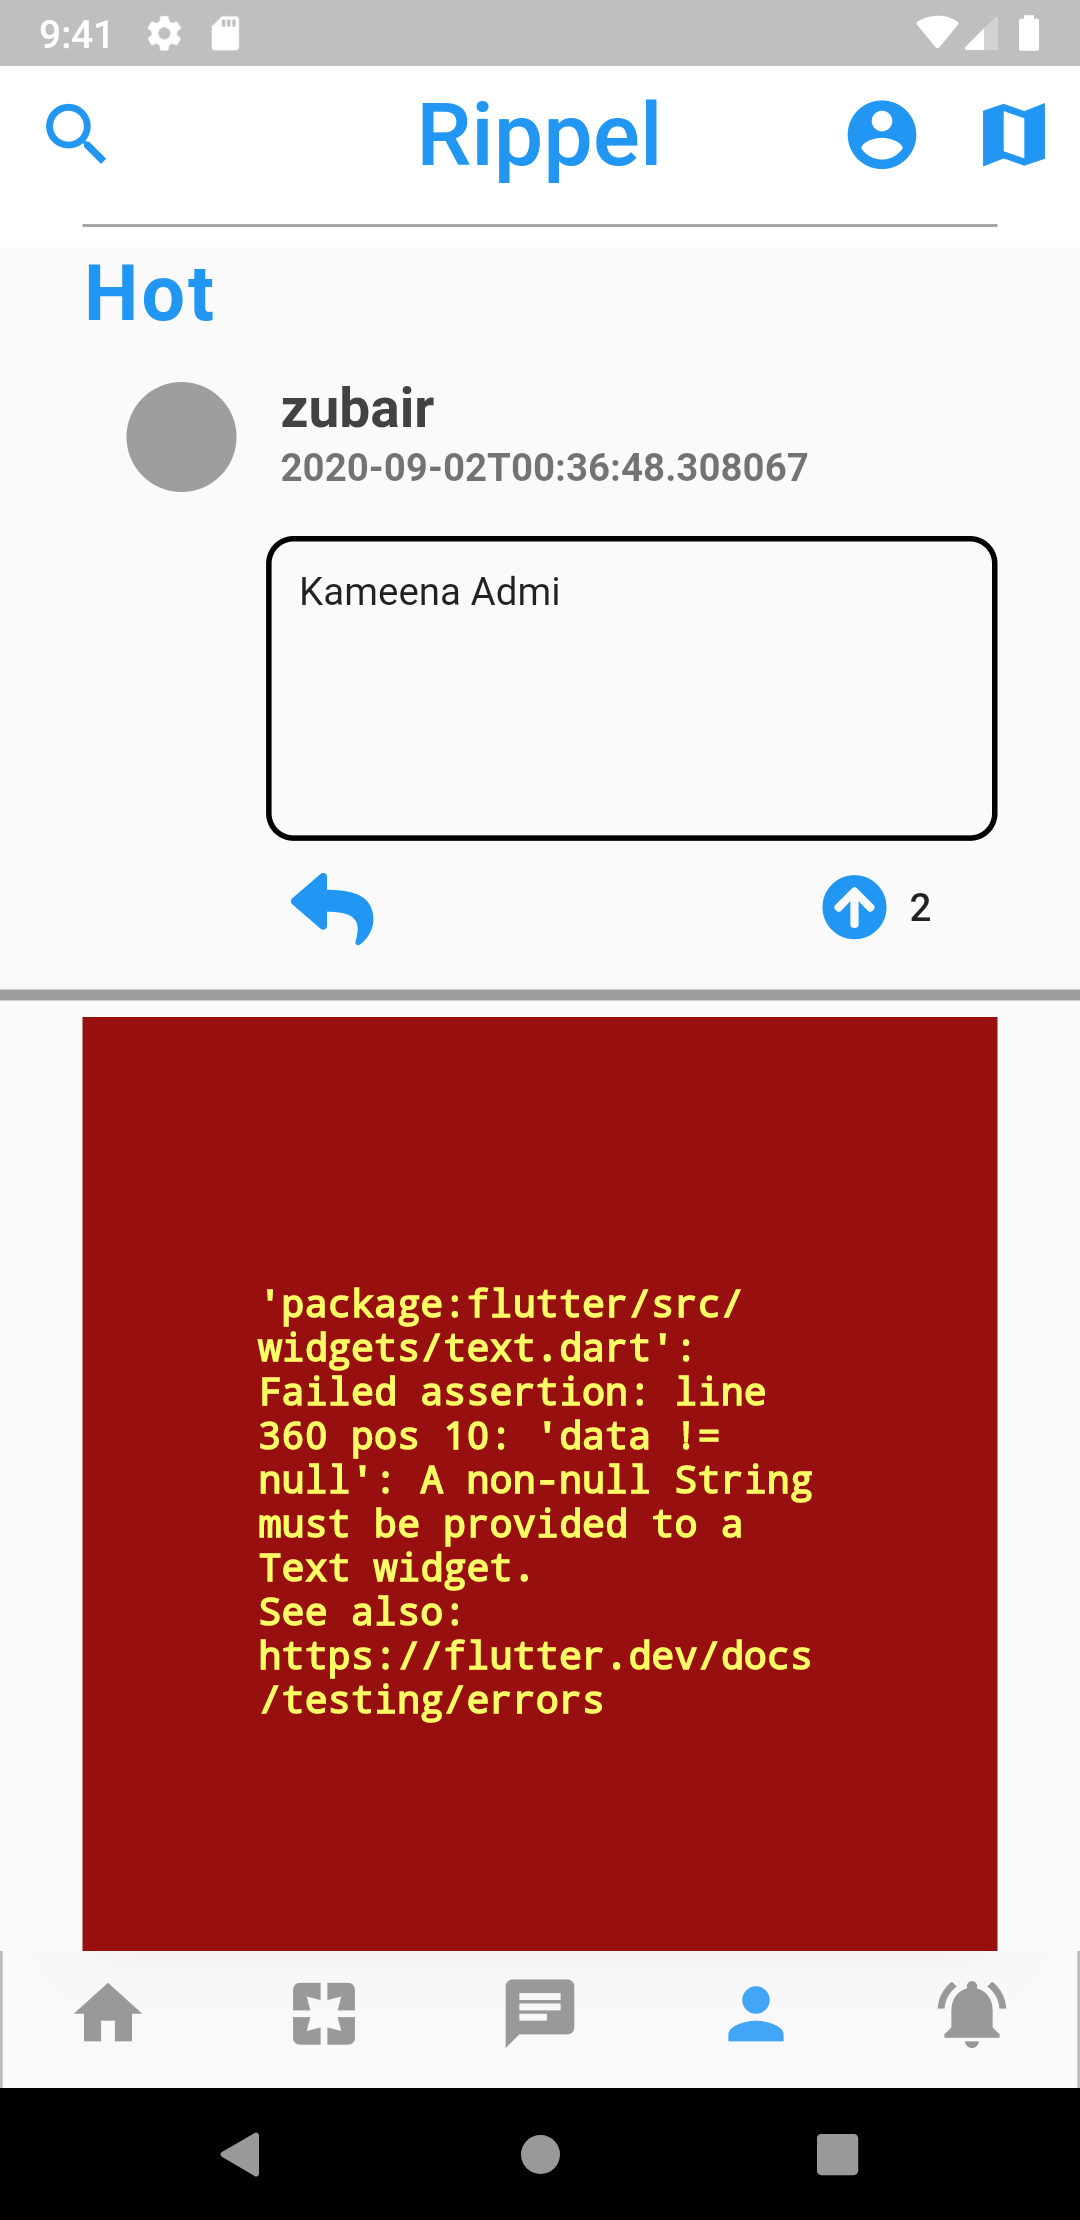 9:41
Rippel
Hot
zubair
2020-09-02T00:36:48.308067
Kameena Admi
2
'package:flutter/src/
widgets/text.dart':
Failed assertion: line
360 pos 10: 'data !=
null': A non-null String
must be provided to a
Text widget.
See also:
https://flutter.dev/docs
/testing/errors